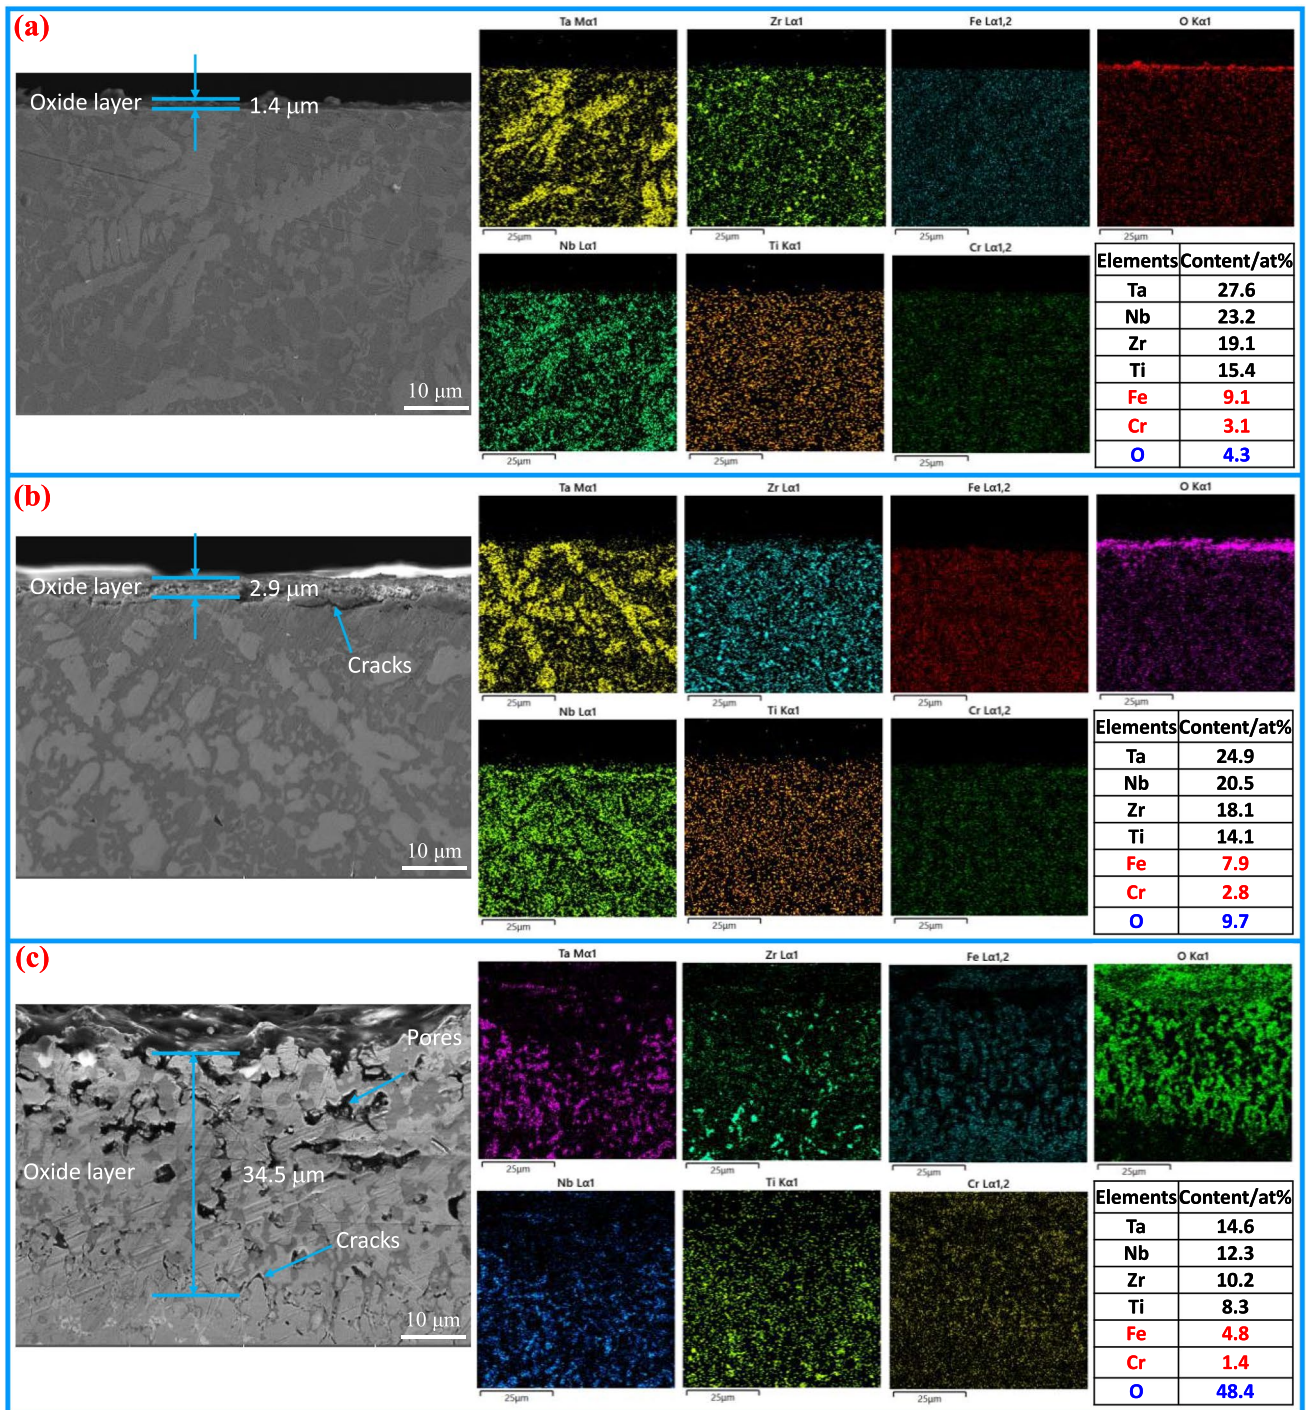 (a)
Oxide layer
1.4 μm
10 μm
Ta Mα1
Zr Lα1
Fe Lα1,2
O Kα1
25μm
25μm
25μm
25μm
Nb Lα1
Ti Kα1
Cr Lα1,2
25μm
25μm
25μm
Elements Content/at%
Ta 27.6
Nb 23.2
Zr 19.1
Ti 15.4
Fe 9.1
Cr 3.1
O 4.3
(b)
Oxide layer
2.9 μm
Cracks
10 μm
Ta Mα1
Zr Lα1
Fe Lα1,2
O Kα1
25μm
25μm
25μm
25μm
Nb Lα1
Ti Kα1
Cr Lα1,2
25μm
25μm
25μm
Elements Content/at%
Ta 24.9
Nb 20.5
Zr 18.1
Ti 14.1
Fe 7.9
Cr 2.8
O 9.7
(c)
Pores
Oxide layer
34.5 μm
Cracks
10 μm
Ta Mα1
Zr Lα1
Fe Lα1,2
O Kα1
25μm
25μm
25μm
25μm
Nb Lα1
Ti Kα1
Cr Lα1,2
25μm
25μm
25μm
Elements Content/at%
Ta 14.6
Nb 12.3
Zr 10.2
Ti 8.3
Fe 4.8
Cr 1.4
O 48.4